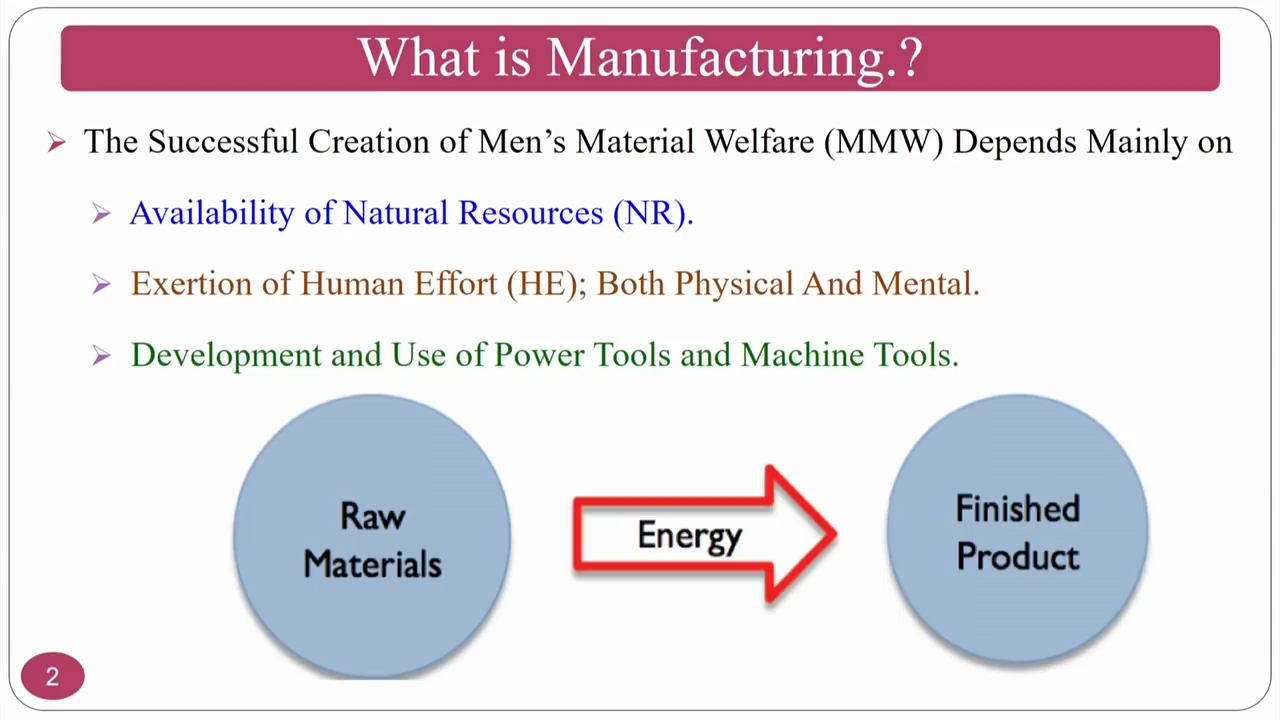 What is Manufacturing.?
The Successful Creation of Men’s Material Welfare (MMW) Depends Mainly on
Availability of Natural Resources (NR).
Exertion of Human Effort (HE); Both Physical And Mental.
Development and Use of Power Tools and Machine Tools.
Raw
Materials
Energy
Finished
Product
2